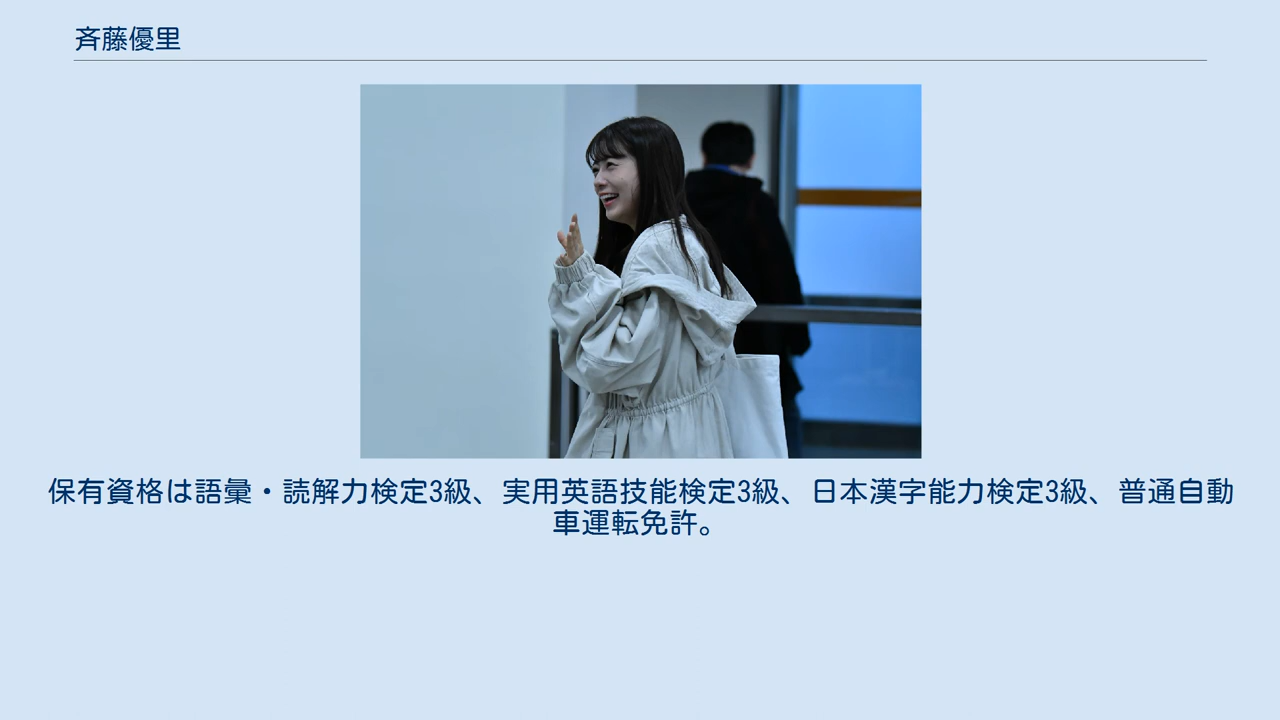 斉藤優里
保有資格は語彙・読解力検定3級、実用英語技能検定3級、日本漢字能力検定3級、普通自動
車運転免許。